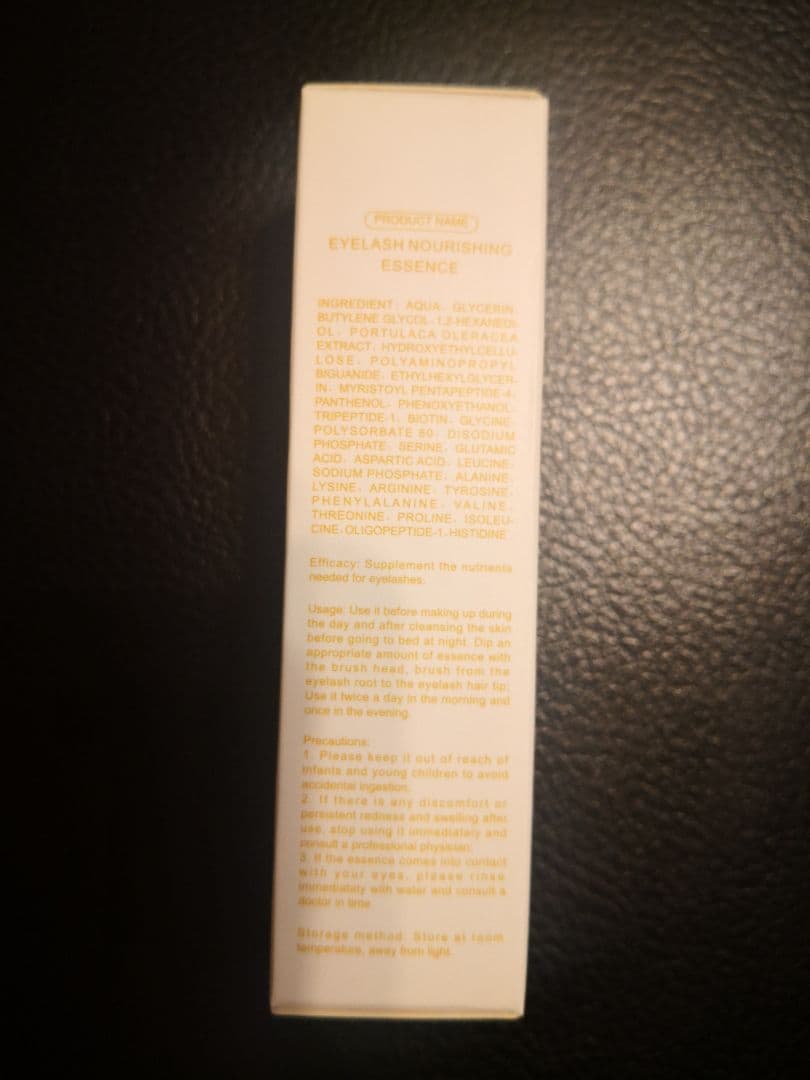 PRODUCT NAME
EYELASH NOURISHING
ESSENCE
INGREDIENT: AQUA、GLYCERIN、
BUTYLENE GLYCOL、1,2-HEXANEDI-
OL、PORTULACA OLERACEA
EXTRACT、HYDROXYETHYLCELLU-
LOSE、POLYAMINOPROPYL
BIGUANIDE、ETHYLHEXYLGLYCER-
IN、MYRISTOYL PENTAPEPTIDE-4、
PANTHENOL、PHENOXYETHANOL、
TRIPEPTIDE-1、BIOTIN、GLYCINE、
POLYSORBATE 60、DISODIUM
PHOSPHATE、SERINE、GLUTAMIC
ACID、ASPARTIC ACID、LEUCINE、
SODIUM PHOSPHATE、ALANINE、
LYSINE、ARGININE、TYROSINE、
PHENYLALANINE、VALINE、
THREONINE、PROLINE、ISOLEU-
CINE、OLIGOPEPTIDE-1、HISTIDINE
Efficacy: Supplement the nutrients
needed for eyelashes.
Usage: Use it before making up during
the day and after cleansing the skin
before going to bed at night. Dip an
appropriate amount of essence with
the brush head, brush from the
eyelash root to the eyelash hair tip;
Use it twice a day in the morning and
once in the evening.
Precautions:
1. Please keep it out of reach of
infants and young children to avoid
accidental ingestion.
2. If there is any discomfort or
persistent redness and swelling after
use, stop using it immediately and
consult a professional physician;
3. If the essence comes into contact
with your eyes, please rinse
immediately with water and consult a
doctor in time.
Storage method: Store at room
temperature, away from light.